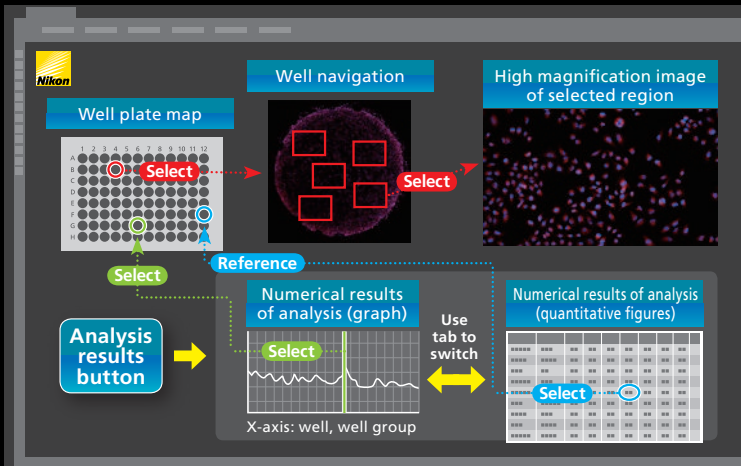 Nikon
Well plate map
Well navigation
High magnification image
of selected region
1 2 3 4 5 6 7 8 9 10 11 12
A
B
C
D
E
F
G
H
Select
Select
Select
Reference
Analysis
results
button
Numerical results
of analysis (graph)
Select
X-axis: well, well group
Use
tab to
switch
Numerical results of analysis
(quantitative figures)
Select